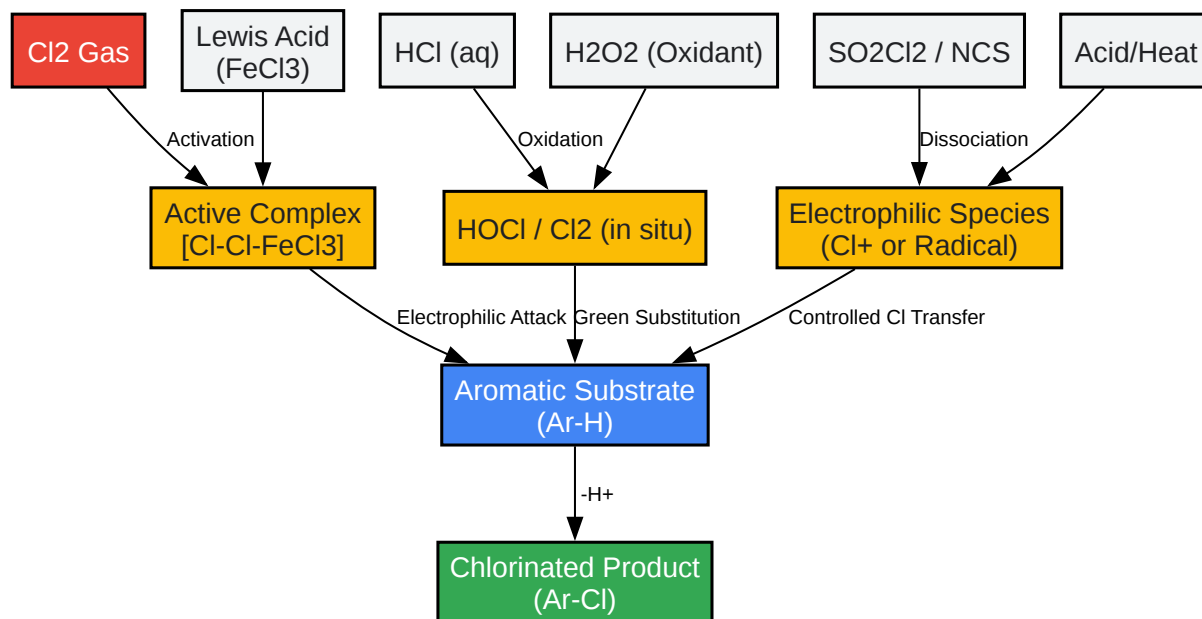 Cl2 Gas
Lewis Acid
(FeCl3)
HCl (aq)
H2O2 (Oxidant)
SO2Cl2 / NCS
Acid/Heat
Activation
Oxidation
Dissociation
Active Complex
[Cl-Cl-FeCl3]
HOCl / Cl2 (in situ)
Electrophilic Species
(Cl+ or Radical)
Electrophilic Attack
Green Substitution
Controlled Cl Transfer
Aromatic Substrate
(Ar-H)
-H+
Chlorinated Product
(Ar-Cl)